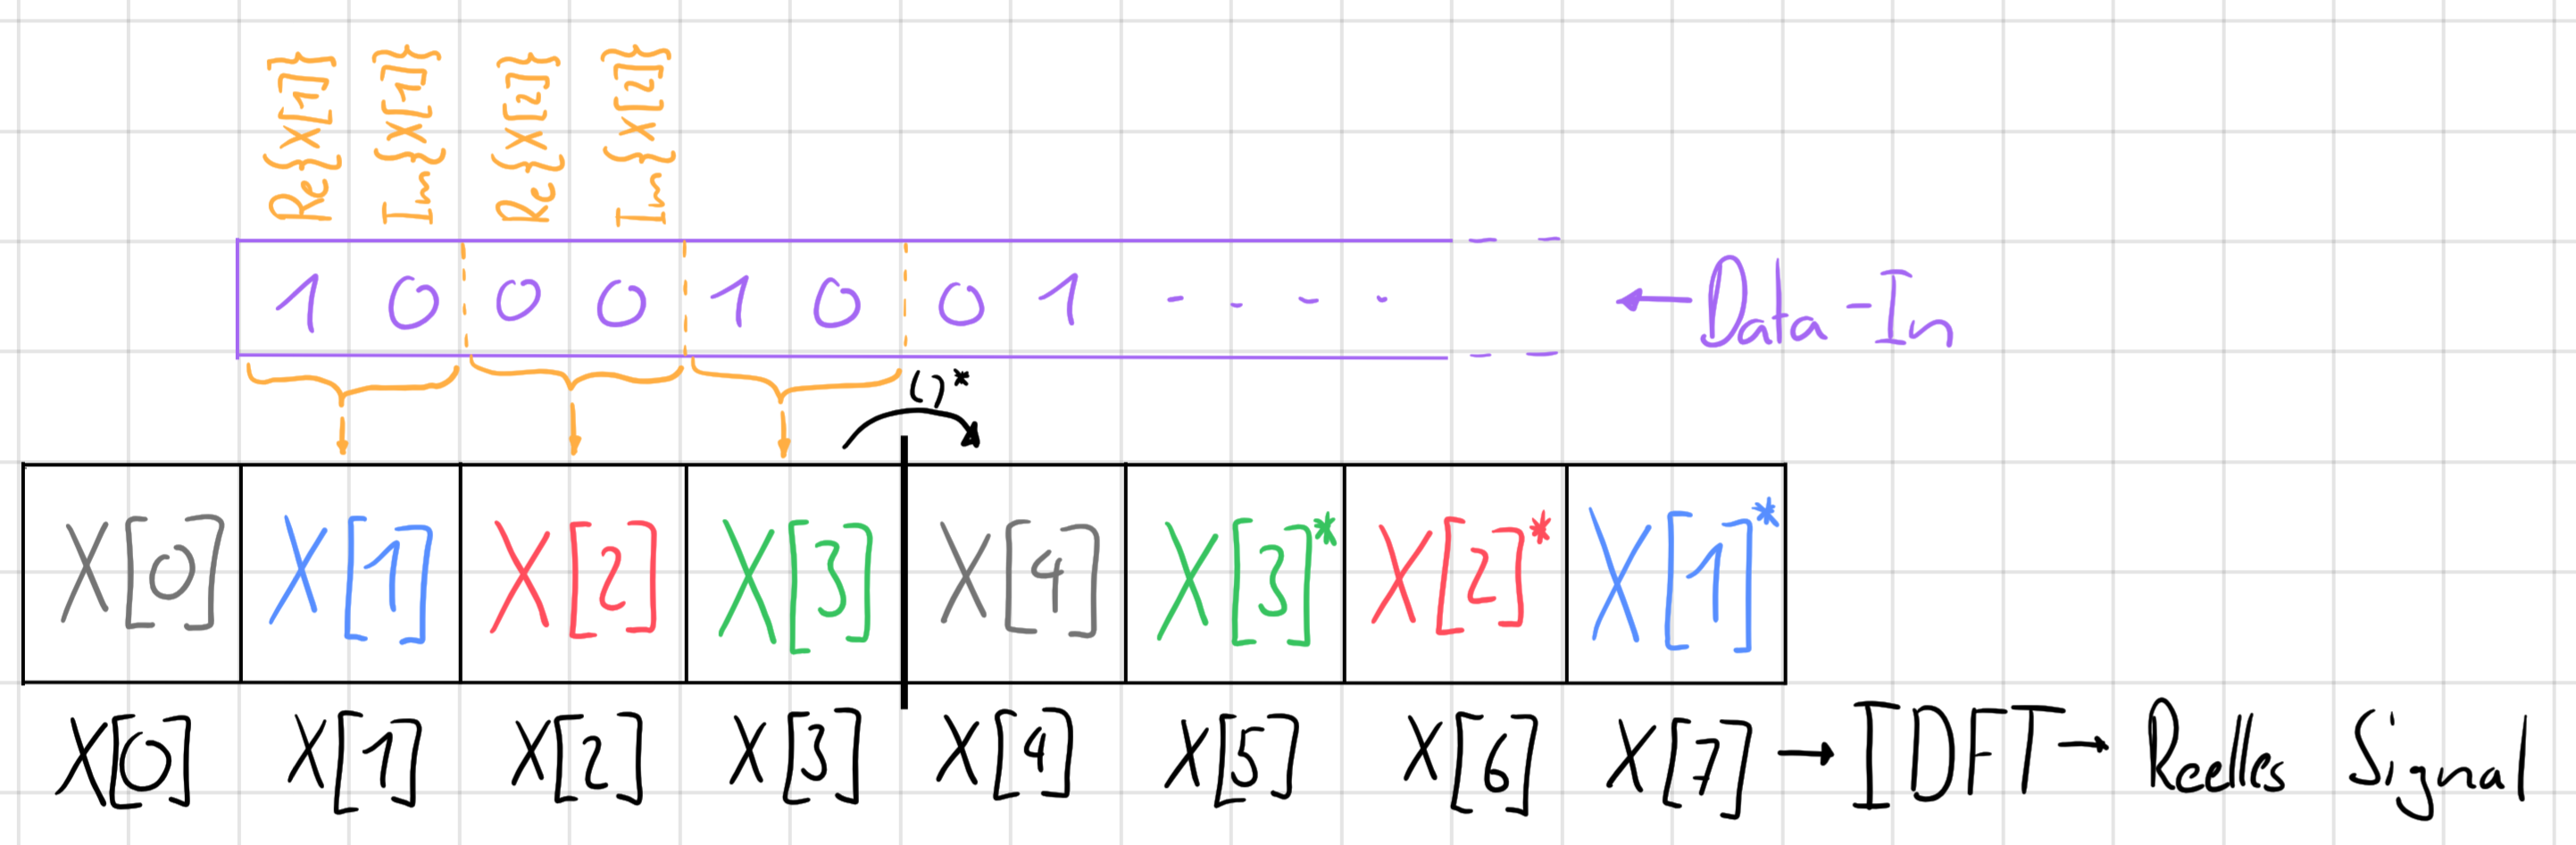 Re{X[1]} Im{X[1]} Re{X[2]} Im{X[2]}
1 0 0 0 1 0 0 1 - - - - ← Data-In
()*
X[0] X[1] X[2] X[3] X[4] X[3]* X[2]* X[1]*
X[0] X[1] X[2] X[3] X[4] X[5] X[6] X[7] → IDFT → Reelles Signal